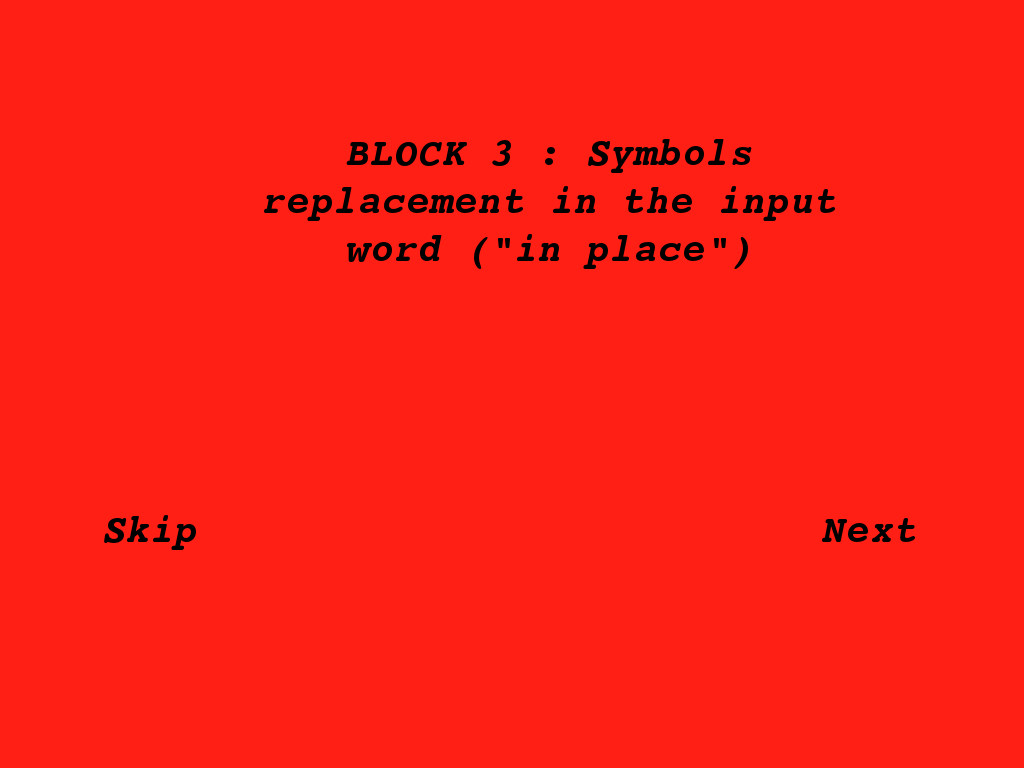 BLOCK 3 : Symbols
replacement in the input
word ("in place")
Skip
Next